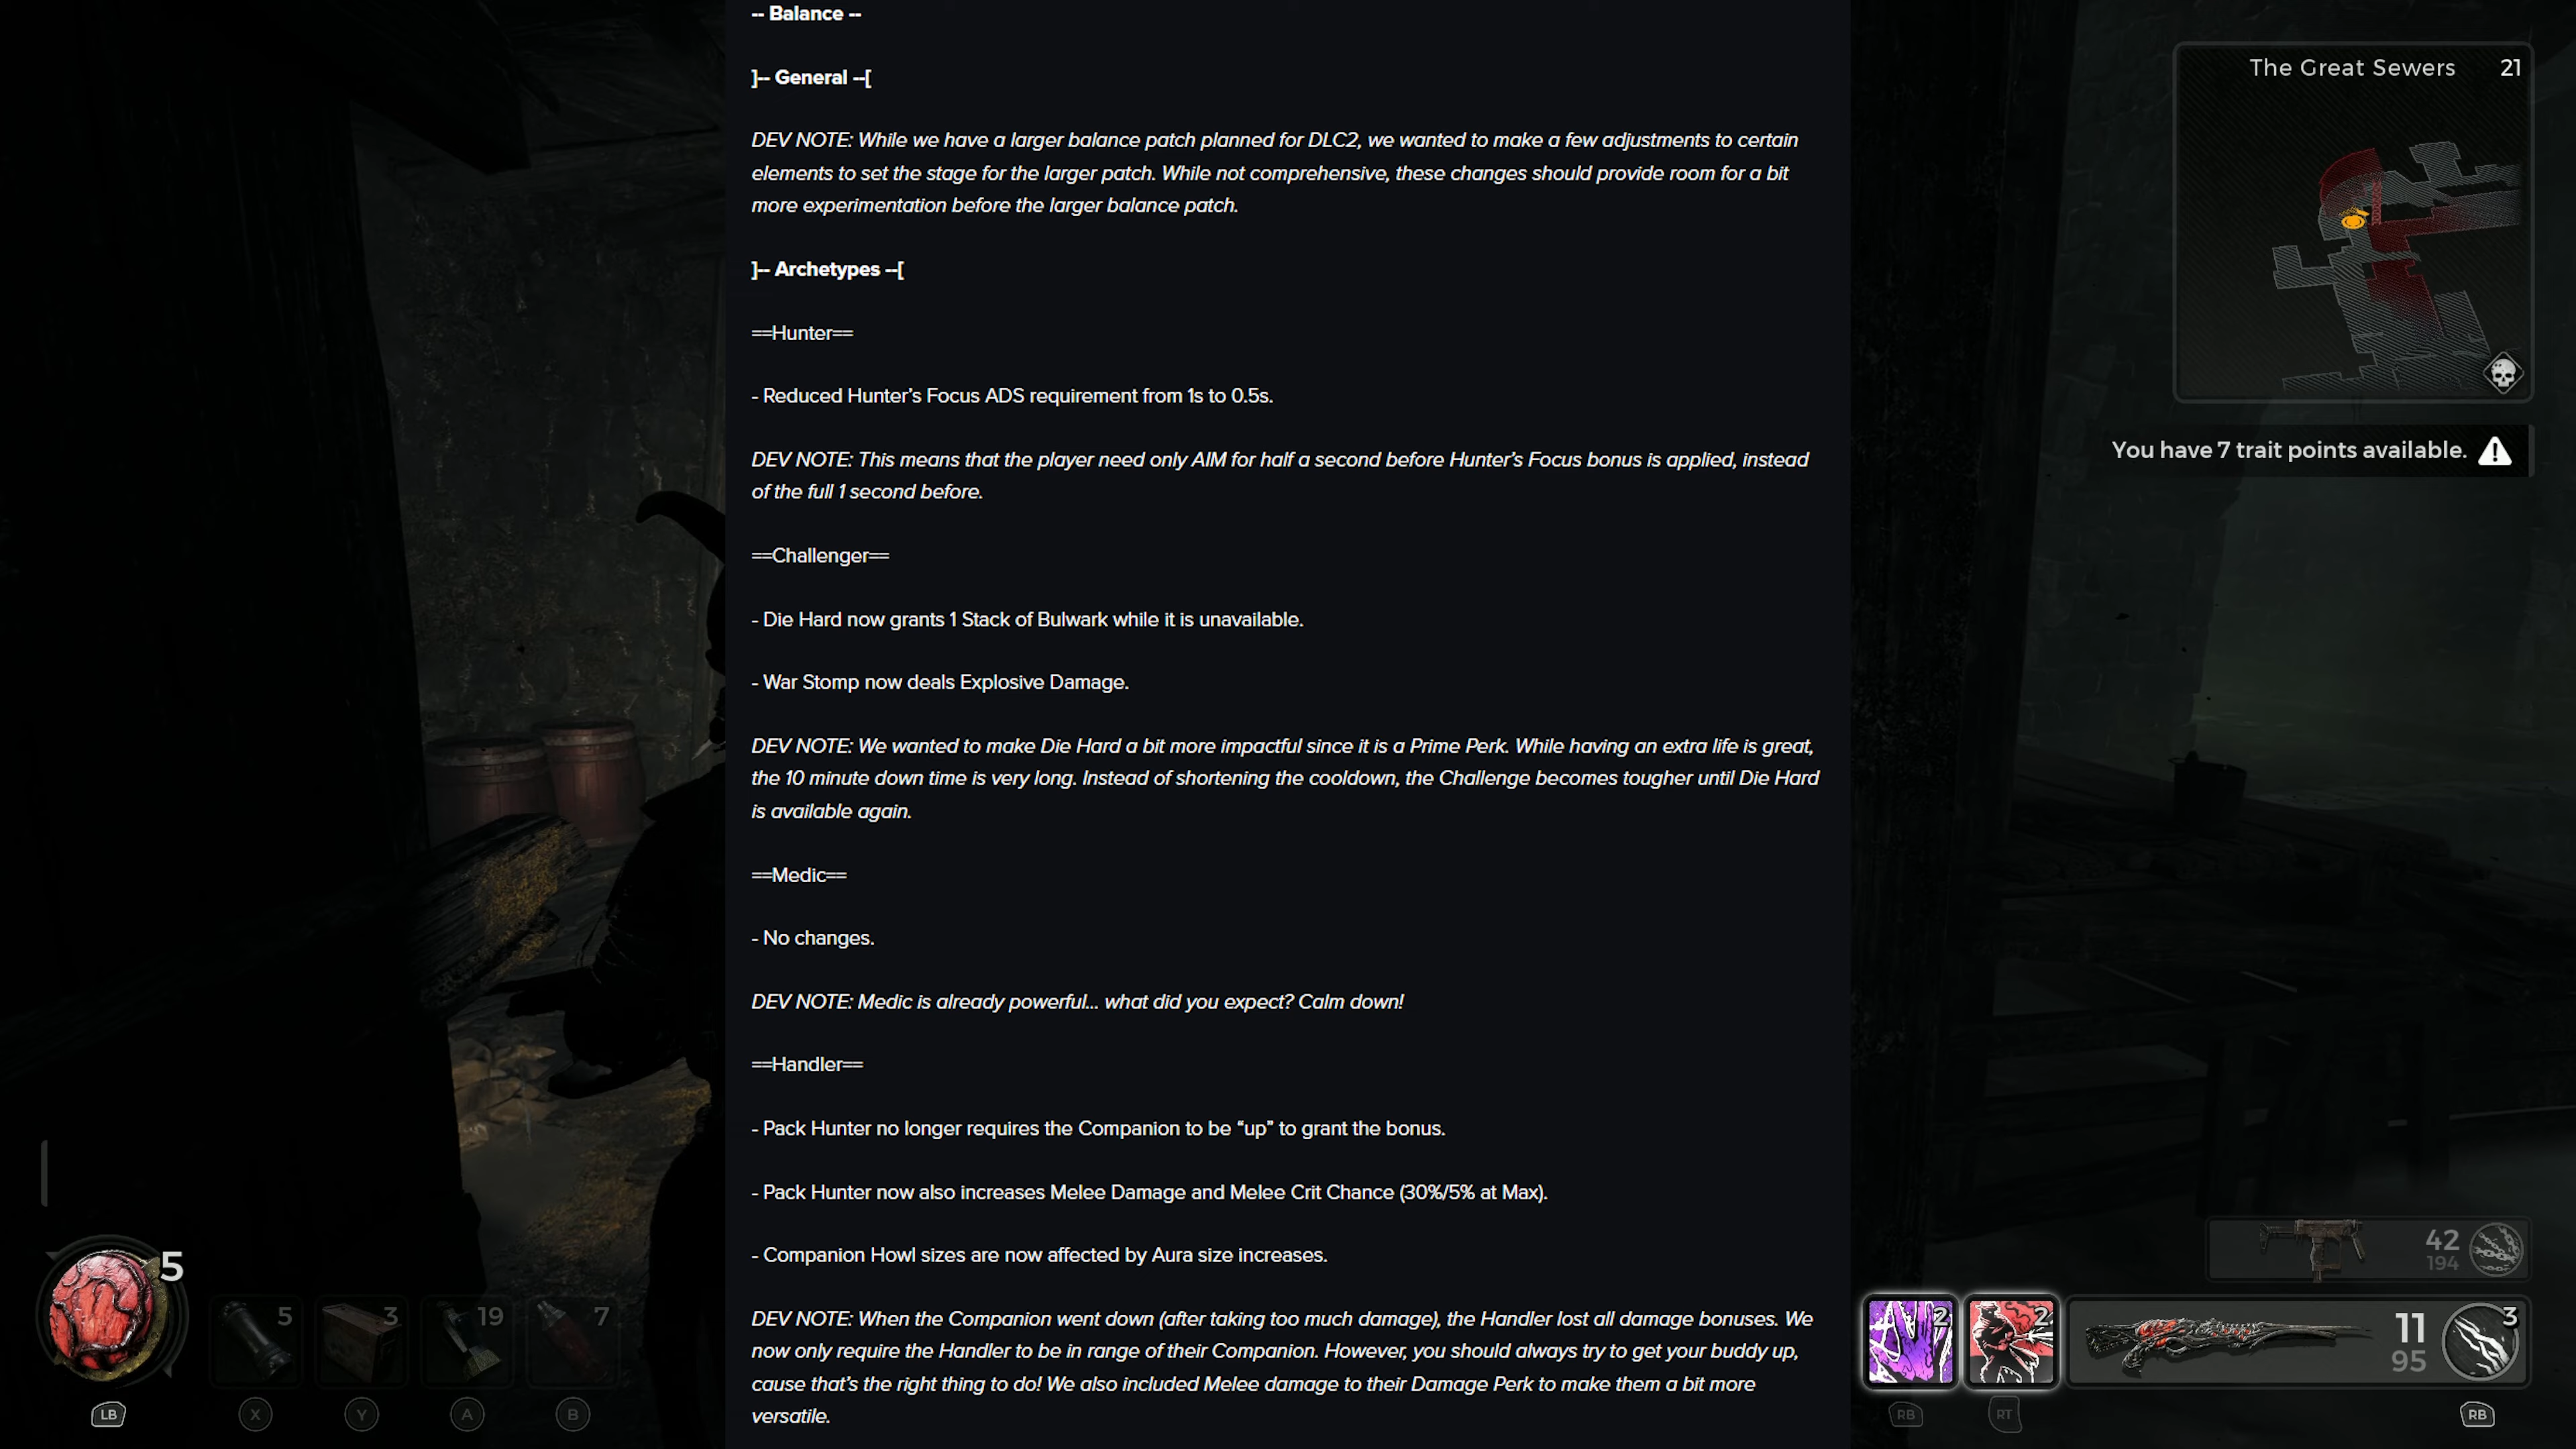 -- Balance --
]-- General --[
DEV NOTE: While we have a larger balance patch planned for DLC2, we wanted to make a few adjustments to certain
elements to set the stage for the larger patch. While not comprehensive, these changes should provide room for a bit
more experimentation before the larger balance patch.
]-- Archetypes --[
==Hunter==
- Reduced Hunter’s Focus ADS requirement from 1s to 0.5s.
DEV NOTE: This means that the player need only AIM for half a second before Hunter’s Focus bonus is applied, instead
of the full 1 second before.
==Challenger==
- Die Hard now grants 1 Stack of Bulwark while it is unavailable.
- War Stomp now deals Explosive Damage.
DEV NOTE: We wanted to make Die Hard a bit more impactful since it is a Prime Perk. While having an extra life is great,
the 10 minute down time is very long. Instead of shortening the cooldown, the Challenge becomes tougher until Die Hard
is available again.
==Medic==
- No changes.
DEV NOTE: Medic is already powerful... what did you expect? Calm down!
==Handler==
- Pack Hunter no longer requires the Companion to be “up” to grant the bonus.
- Pack Hunter now also increases Melee Damage and Melee Crit Chance (30%/5% at Max).
- Companion Howl sizes are now affected by Aura size increases.
DEV NOTE: When the Companion went down (after taking too much damage), the Handler lost all damage bonuses. We
now only require the Handler to be in range of their Companion. However, you should always try to get your buddy up,
cause that’s the right thing to do! We also included Melee damage to their Damage Perk to make them a bit more
versatile.
The Great Sewers 21
You have 7 trait points available.
5
5 3 19 7
LB X Y A B
42
194
2 2 11 3
95
RB RT RB